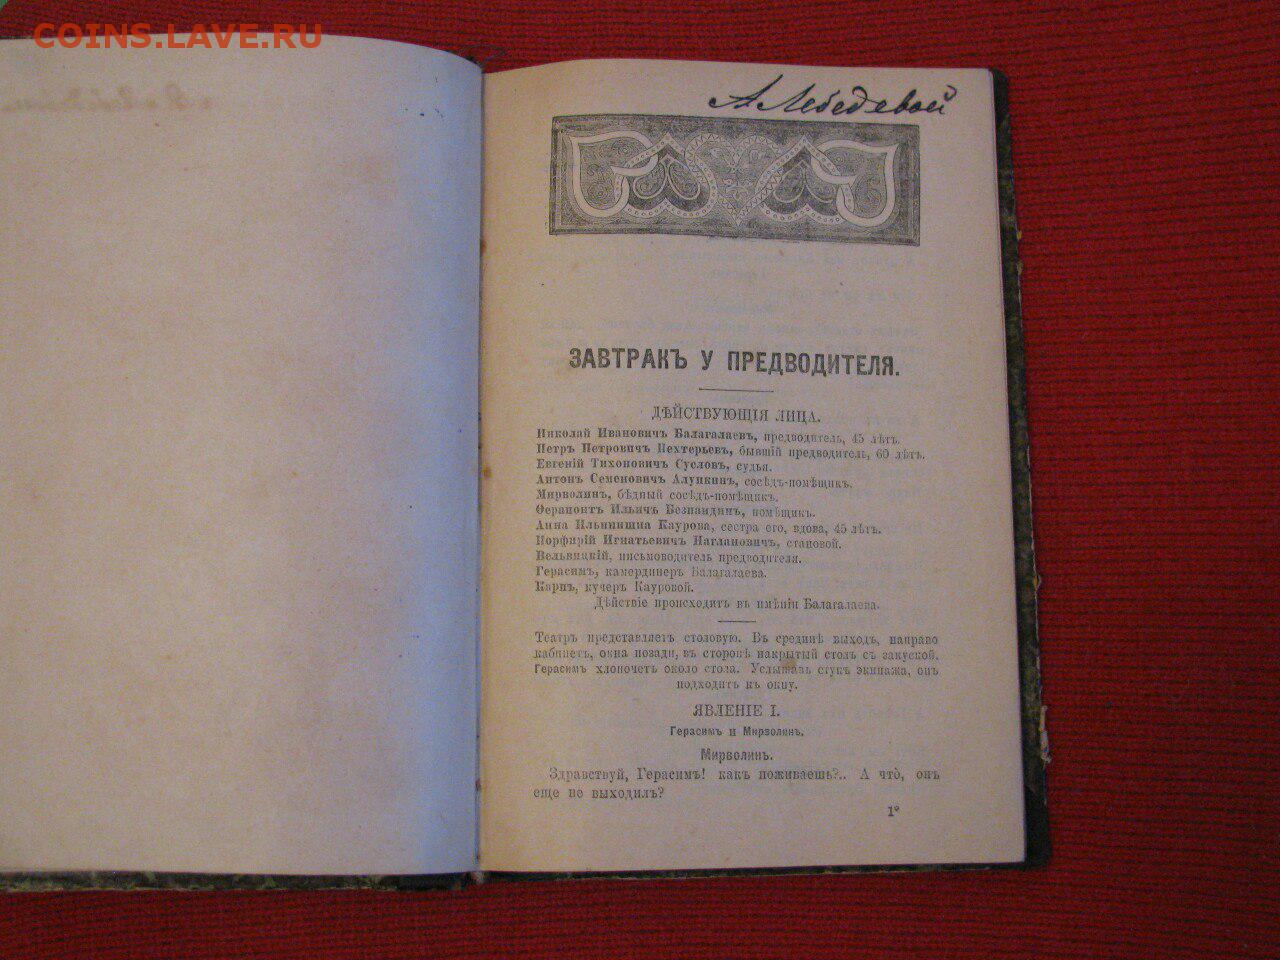 COINS.LAVE.RU
А Лебедевой
ЗАВТРАКЪ У ПРЕДВОДИТЕЛЯ.
ДѢЙСТВУЮЩІЯ ЛИЦА.
Николай Ивановичъ Балагалаевъ, предводитель, 45 лѣтъ.
Петръ Петровичъ Пехтерьевъ, бывшій предводитель, 60 лѣтъ.
Евгеній Тихоновичъ Суслов, судья.
Антонъ Семеновичъ Алупкинъ, сосѣдъ-помѣщикъ.
Мирволинъ, бѣдный сосѣдъ-помѣщикъ.
Ѳерапонтъ Ильичъ Безпандинъ, помѣщикъ.
Анна Ильинишна Каурова, сестра его, вдова, 45 лѣтъ.
Порфирій Игнатьевичъ Наглановичъ, становой.
Вельвицкій, письмоводитель предводителя.
Герасимъ, камердинеръ Балагалаева.
Карпъ, кучеръ Кауровой.
Дѣйствіе происходитъ въ имѣніи Балагалаева.
Театръ представляетъ столовую. Въ срединѣ выходъ, направо
кабинетъ, окна позади, въ сторонѣ накрытый столъ съ закуской.
Герасимъ хлопочетъ около стола. Услышавъ стукъ экипажа, онъ
подходитъ къ окну.
ЯВЛЕНІЕ I.
Герасимъ и Мирволинъ.
Мирволинъ.
Здравствуй, Герасимъ! какъ поживаешь?.. А что̀, онъ
еще не выходилъ?
1*